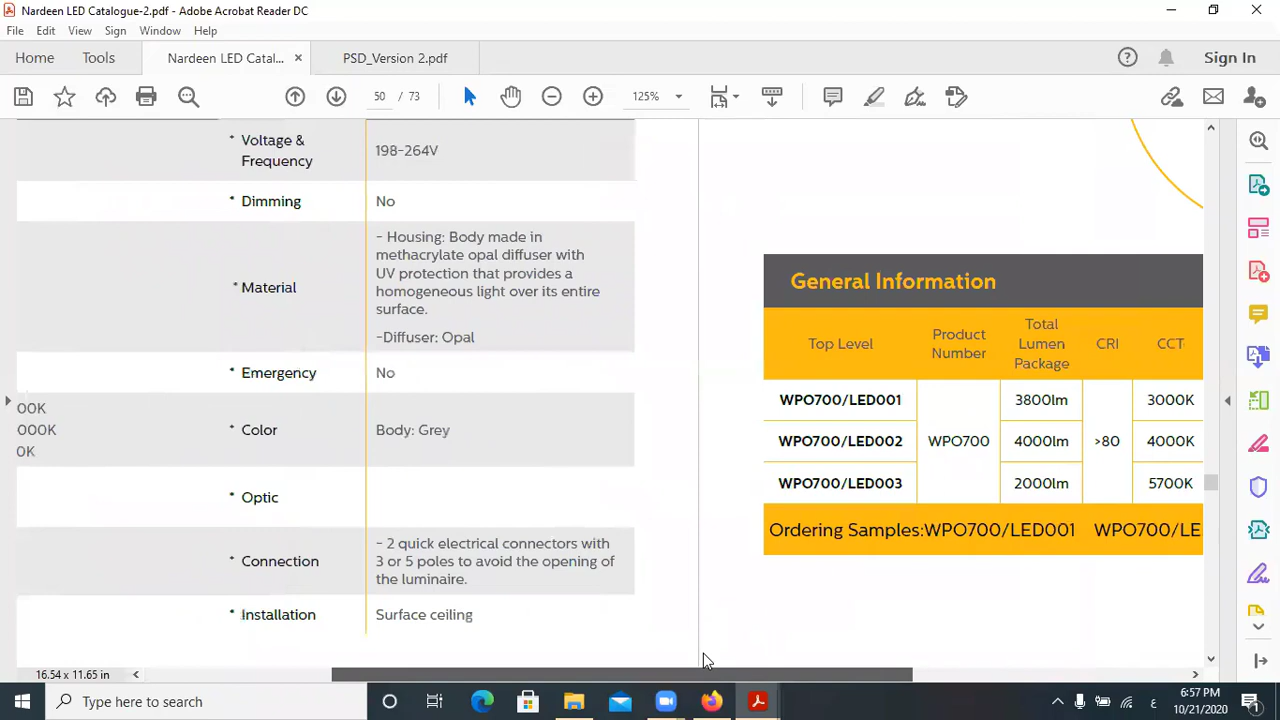 Nardeen LED Catalogue-2.pdf - Adobe Acrobat Reader DC
File Edit View Sign Window Help
Home Tools Nardeen LED Catal... × PSD_Version 2.pdf Sign In
50 / 73 125%
* Voltage & Frequency 198-264V
* Dimming No
* Material
- Housing: Body made in
methacrylate opal diffuser with
UV protection that provides a
homogeneous light over its entire
surface.
-Diffuser: Opal
* Emergency No
OOK
OOOK
OK
* Color Body: Grey
* Optic
* Connection
- 2 quick electrical connectors with
3 or 5 poles to avoid the opening of
the luminaire.
* Installation Surface ceiling
General Information
Top Level Product Number Total Lumen Package CRI CCT
WPO700/LED001 3800lm 3000K
WPO700/LED002 WPO700 4000lm >80 4000K
WPO700/LED003 2000lm 5700K
Ordering Samples:WPO700/LED001 WPO700/LE
16.54 x 11.65 in
Type here to search
ع
6:57 PM
10/21/2020
1